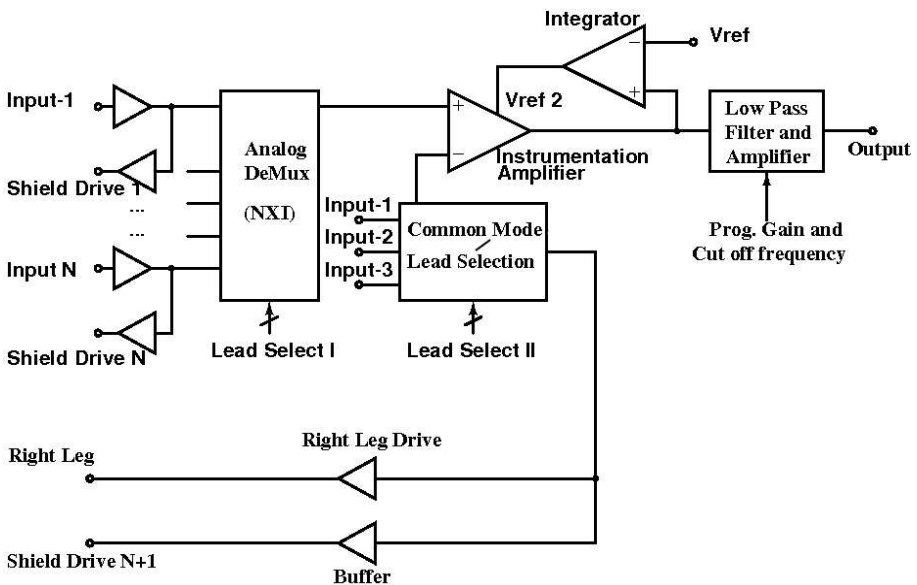 Integrator
Vref
Input-1
Vref 2
Low Pass
Filter and
Amplifier
Output
Analog
DeMux
(NXI)
Instrumentation
Amplifier
Shield Drive 1
...
...
Input-1
Input-2
Input-3
Common Mode
Lead Selection
Prog. Gain and
Cut off frequency
Input N
Shield Drive N
Lead Select I
Lead Select II
Right Leg Drive
Right Leg
Shield Drive N+1
Buffer